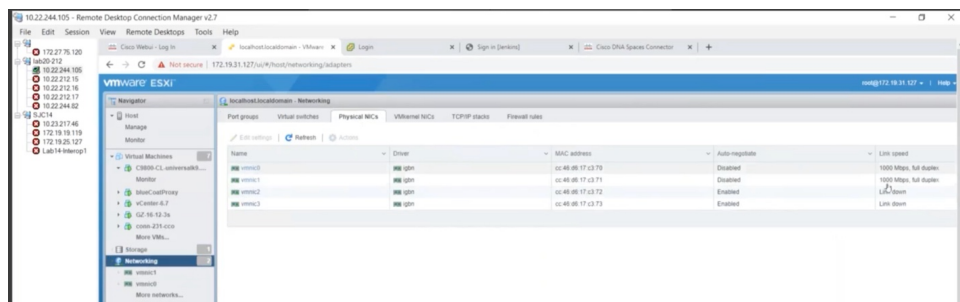 10.22.244.105 - Remote Desktop Connection Manager v2.7
File Edit Session View Remote Desktops Tools Help
172.27.75.120
lab20-212
10.22.244.105
10.22.212.15
10.22.212.16
10.22.212.17
10.22.244.82
SJC14
10.23.217.46
172.19.19.119
172.19.25.127
Lab14-Interop1
Cisco Webui - Log In
localhost.localdomain - VMware
Login
Sign in [Jenkins]
Cisco DNA Spaces Connector
Not secure | 172.19.31.127/ui/#/host/networking/adapters
vmware ESXi
root@172.19.31.127 | Help
Navigator
localhost.localdomain - Networking
Host
Manage
Monitor
Virtual Machines
C9800-CL-universalk9....
Monitor
blueCoatProxy
vCenter-6.7
GZ-16-12-3s
conn-231-cco
More VMs...
Storage
Networking
vmnic1
vmnic0
More networks...
Port groups Virtual switches Physical NICs VMkernel NICs TCP/IP stacks Firewall rules
Edit settings | Refresh | Actions
Name Driver MAC address Auto-negotiate Link speed
vmnic0 igbn cc:46:d6:17:c3:70 Disabled 1000 Mbps, full duplex
vmnic1 igbn cc:46:d6:17:c3:71 Disabled 1000 Mbps, full duplex
vmnic2 igbn cc:46:d6:17:c3:72 Enabled Link down
vmnic3 igbn cc:46:d6:17:c3:73 Enabled Link down